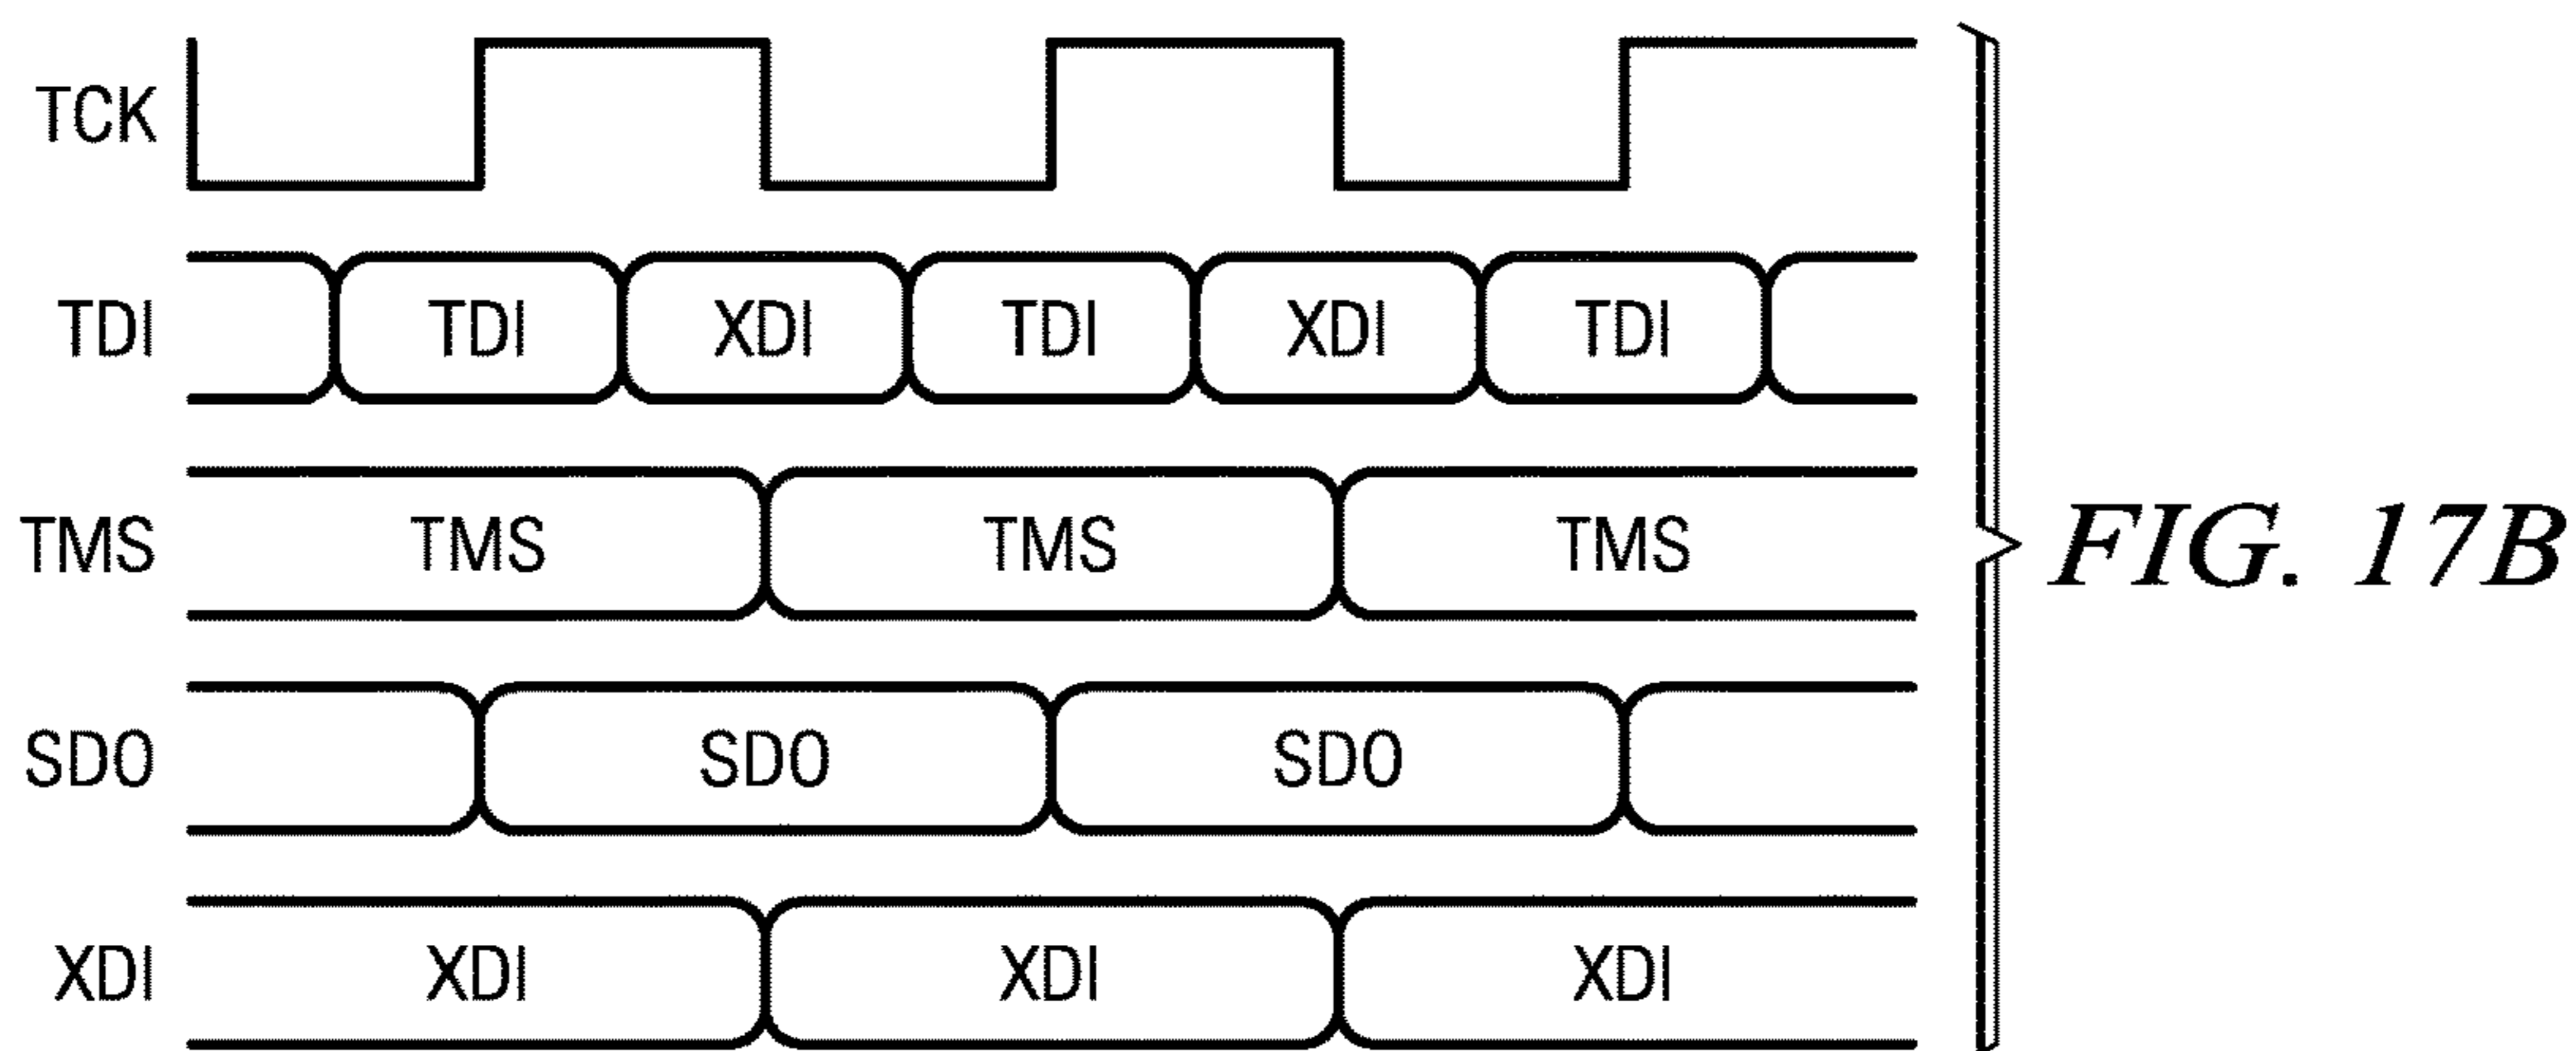 TCK
TDI TDI XDI TDI XDI TDI
TMS TMS TMS TMS
SDO SDO SDO
XDI XDI XDI XDI
FIG. 17B